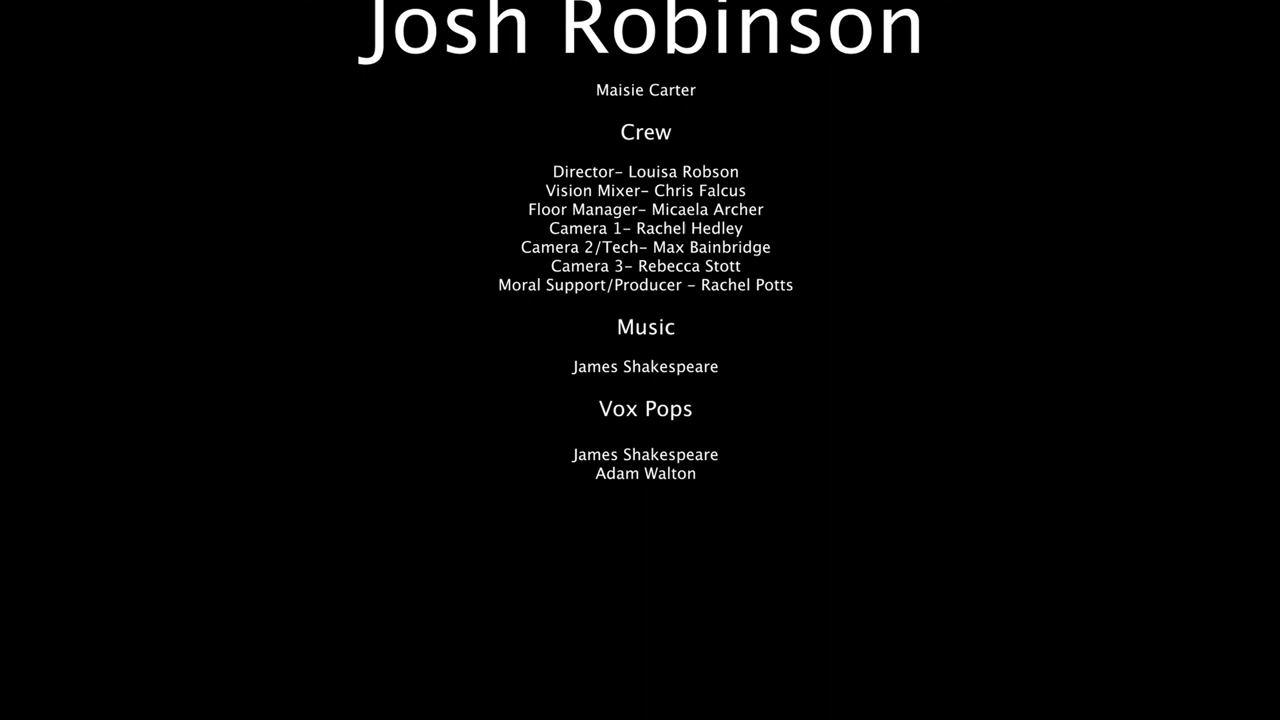 Josh Robinson
Maisie Carter
Crew
Director- Louisa Robson
Vision Mixer- Chris Falcus
Floor Manager- Micaela Archer
Camera 1- Rachel Hedley
Camera 2/Tech- Max Bainbridge
Camera 3- Rebecca Stott
Moral Support/Producer - Rachel Potts
Music
James Shakespeare
Vox Pops
James Shakespeare
Adam Walton